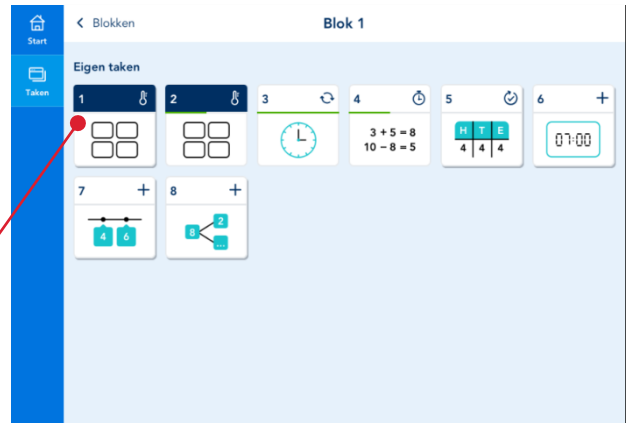 Start
Taken
Blokken
Blok 1
Eigen taken
1
2
3
4
3 + 5 = 8
10 − 8 = 5
5
H T E
4 4 4
6
07:00
7
4 6
8
8 2 ...